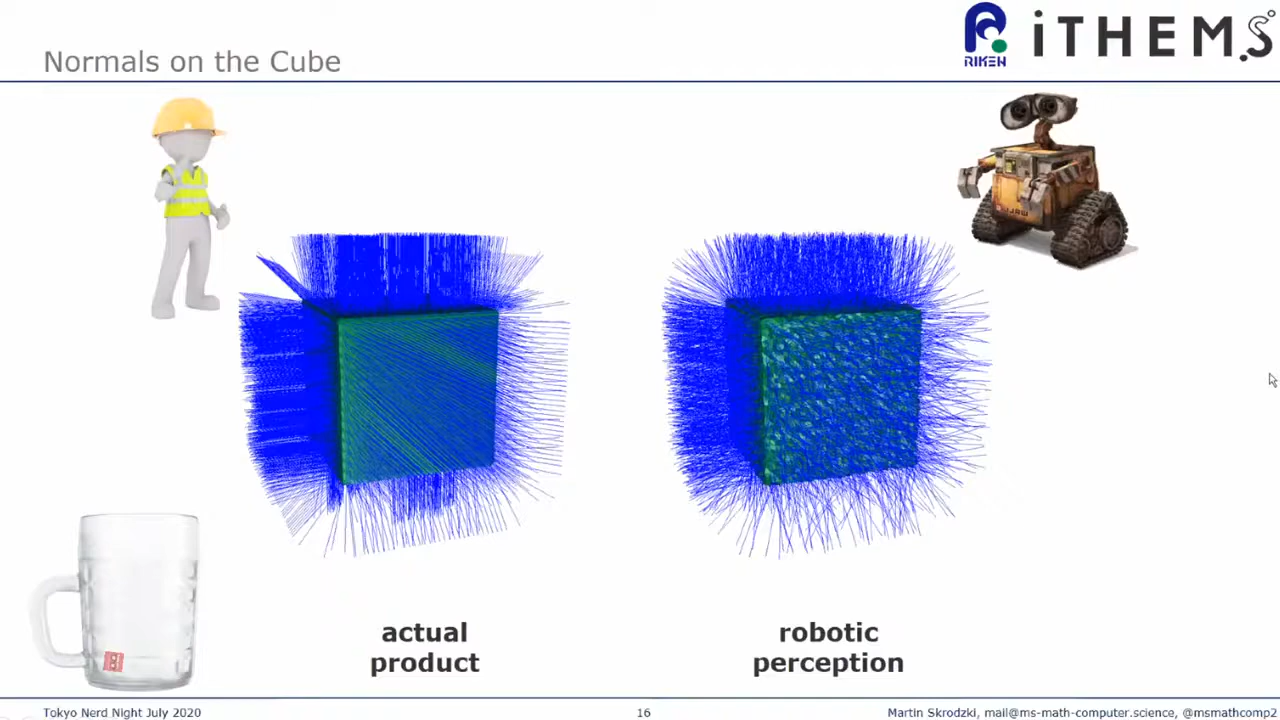 Normals on the Cube
RIKEN
iTHEMS
actual
product
robotic
perception
Tokyo Nerd Night July 2020
16
Martin Skrodzki, mail@ms-math-computer.science, @msmathcomp2